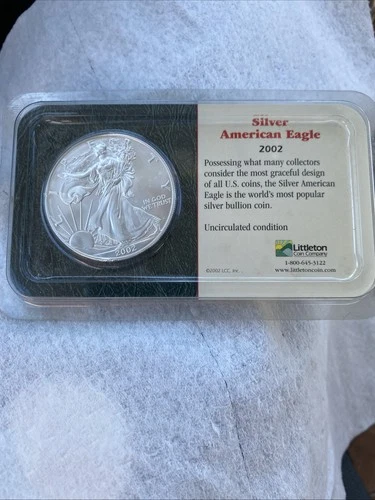 LIBERTY
IN GOD
WE TRUST
2002
Silver
American Eagle
2002
Possessing what many collectors
consider the most graceful design
of all U.S. coins, the Silver American
Eagle is the world's most popular
silver bullion coin.
Uncirculated condition
Littleton
Coin Company
1-800-645-3122
www.littletoncoin.com
©2002 LCC, Inc.